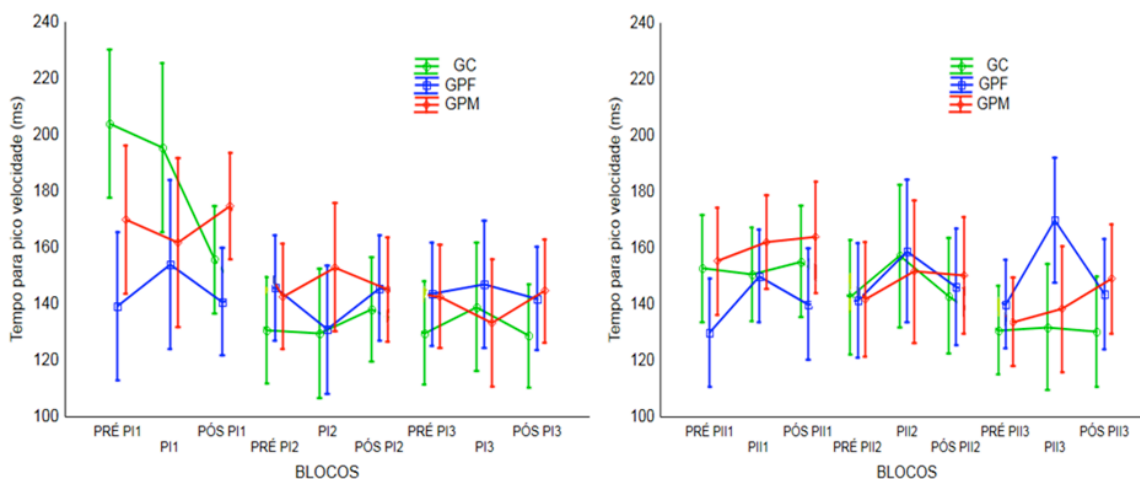 Tempo para pico velocidade (ms)
240
220
200
180
160
140
120
100
GC
GPF
GPM
PRÉ PI1
PI1
PÓS PI1
PRÉ PI2
PI2
PÓS PI2
PRÉ PI3
PI3
PÓS PI3
BLOCOS
Tempo para pico velocidade (ms)
240
220
200
180
160
140
120
100
GC
GPF
GPM
PRÉ PII1
PII1
PÓS PII1
PRÉ PII2
PII2
PÓS PII2
PRÉ PII3
PII3
PÓS PII3
BLOCOS